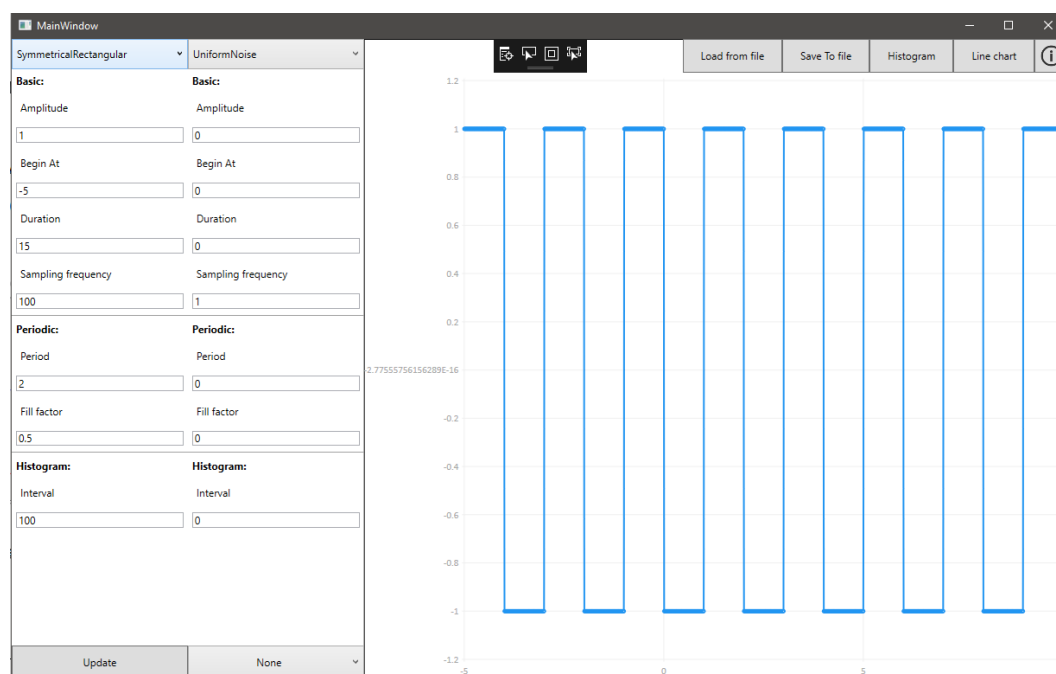 MainWindow
SymmetricalRectangular UniformNoise
Load from file Save To file Histogram Line chart
Basic: Basic:
Amplitude Amplitude
1 0
Begin At Begin At
-5 0
Duration Duration
15 0
Sampling frequency Sampling frequency
100 1
Periodic: Periodic:
Period Period
2 0
Fill factor Fill factor
0.5 0
Histogram: Histogram:
Interval Interval
100 0
Update None
1.2
1
0.8
0.6
0.4
0.2
-2.77555756156289E-16
-0.2
-0.4
-0.6
-0.8
-1
-1.2
-5 0 5